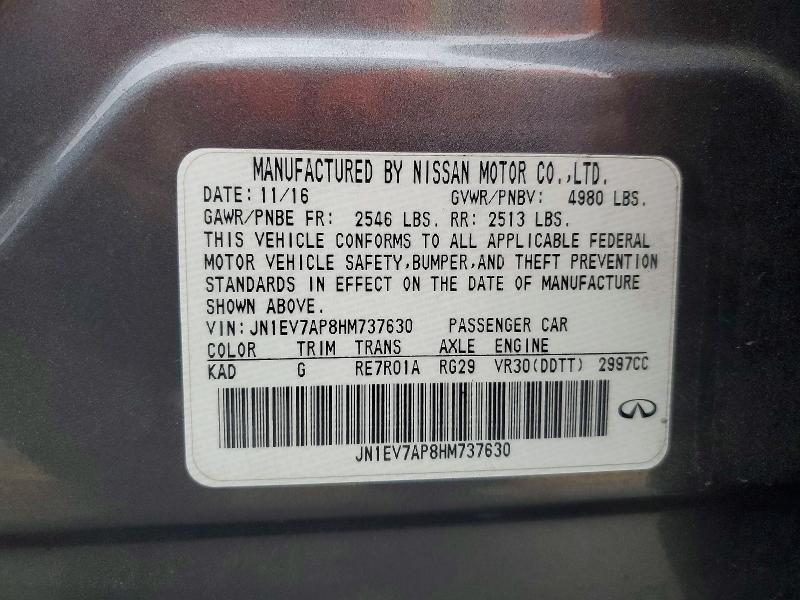 MANUFACTURED BY NISSAN MOTOR CO.,LTD.
DATE: 11/16 GVWR/PNBV: 4980 LBS.
GAWR/PNBE FR: 2546 LBS. RR: 2513 LBS.
THIS VEHICLE CONFORMS TO ALL APPLICABLE FEDERAL
MOTOR VEHICLE SAFETY,BUMPER,AND THEFT PREVENTION
STANDARDS IN EFFECT ON THE DATE OF MANUFACTURE
SHOWN ABOVE.
VIN:JN1EV7AP8HM737630 PASSENGER CAR
COLOR TRIM TRANS AXLE ENGINE
KAD G RE7R01A RG29 VR30(DDTT) 2997CC
JN1EV7AP8HM737630